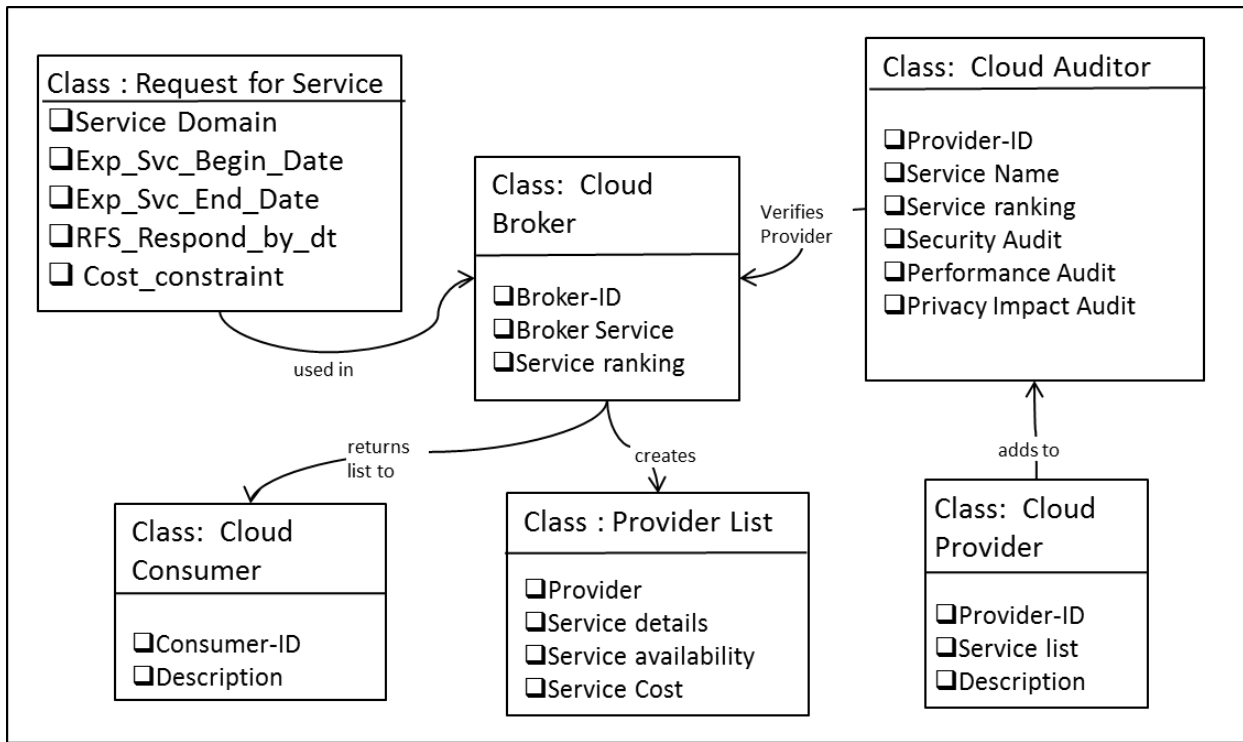 Class : Request for Service
❑Service Domain
❑Exp_Svc_Begin_Date
❑Exp_Svc_End_Date
❑RFS_Respond_by_dt
❑ Cost_constraint
used in
Class:  Cloud
Broker
❑Broker-ID
❑Broker Service
❑Service ranking
Verifies
Provider
Class:  Cloud Auditor
❑Provider-ID
❑Service Name
❑Service ranking
❑Security Audit
❑Performance Audit
❑Privacy Impact Audit
returns
list to
creates
adds to
Class:  Cloud
Consumer
❑Consumer-ID
❑Description
Class : Provider List
❑Provider
❑Service details
❑Service availability
❑Service Cost
Class:  Cloud
Provider
❑Provider-ID
❑Service list
❑Description